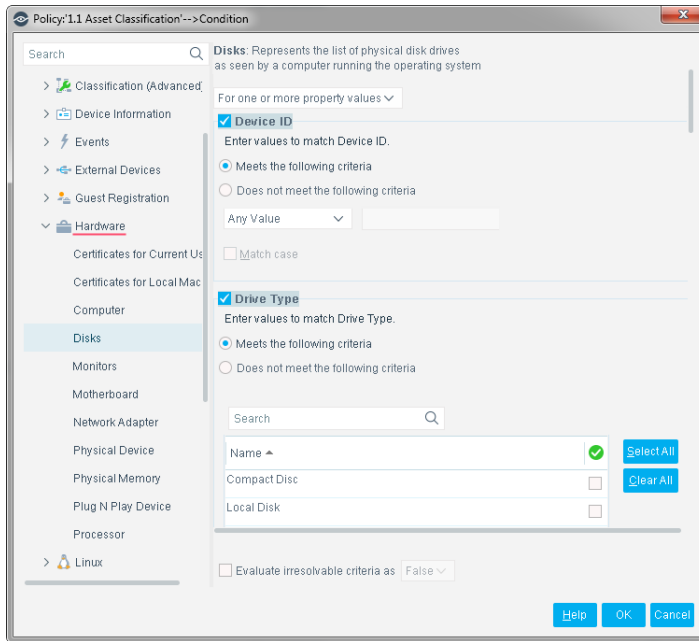 Policy:'1.1 Asset Classification'-->Condition
Search
Classification (Advanced)
Device Information
Events
External Devices
Guest Registration
Hardware
Certificates for Current Us
Certificates for Local Mac
Computer
Disks
Monitors
Motherboard
Network Adapter
Physical Device
Physical Memory
Plug N Play Device
Processor
Linux
Disks: Represents the list of physical disk drives
as seen by a computer running the operating system
For one or more property values
Device ID
Enter values to match Device ID.
Meets the following criteria
Does not meet the following criteria
Any Value
Match case
Drive Type
Enter values to match Drive Type.
Meets the following criteria
Does not meet the following criteria
Search
Name
Select All
Compact Disc
Clear All
Local Disk
Evaluate irresolvable criteria as False
Help OK Cancel